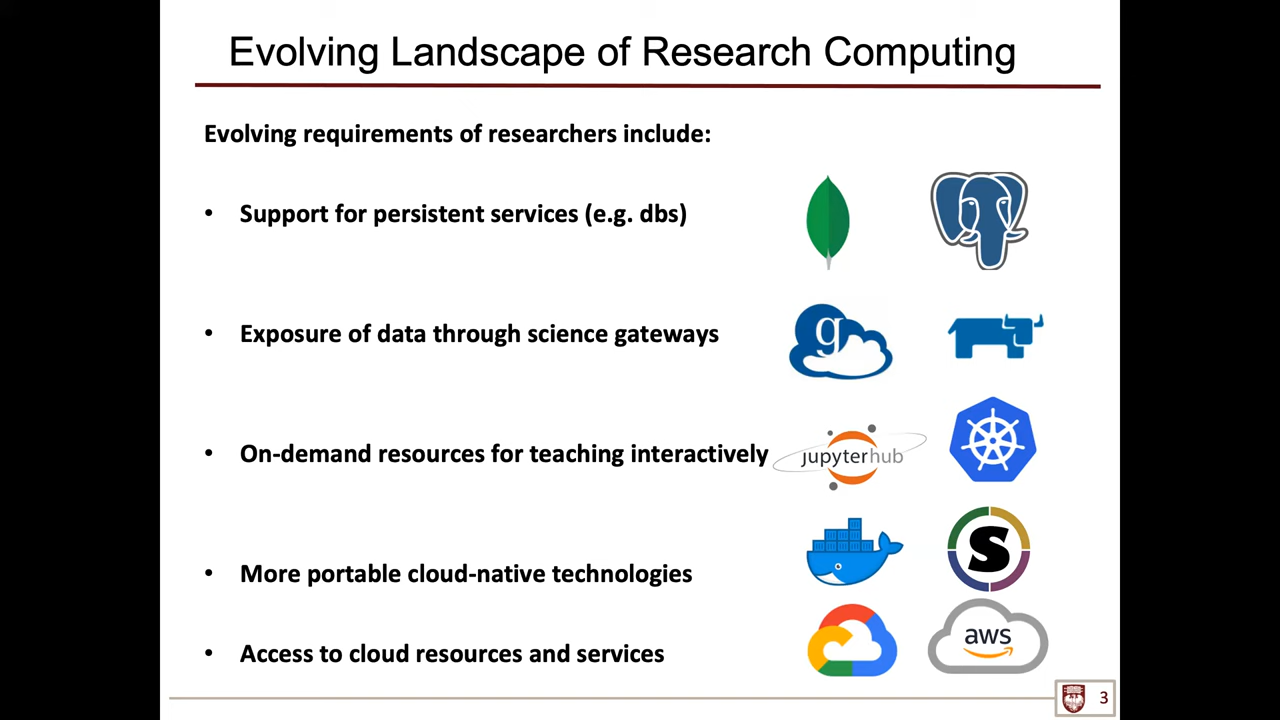 Evolving Landscape of Research Computing
Evolving requirements of researchers include:
• Support for persistent services (e.g. dbs)
• Exposure of data through science gateways
g
• On-demand resources for teaching interactively
jupyterhub
• More portable cloud-native technologies
S
• Access to cloud resources and services
aws
3